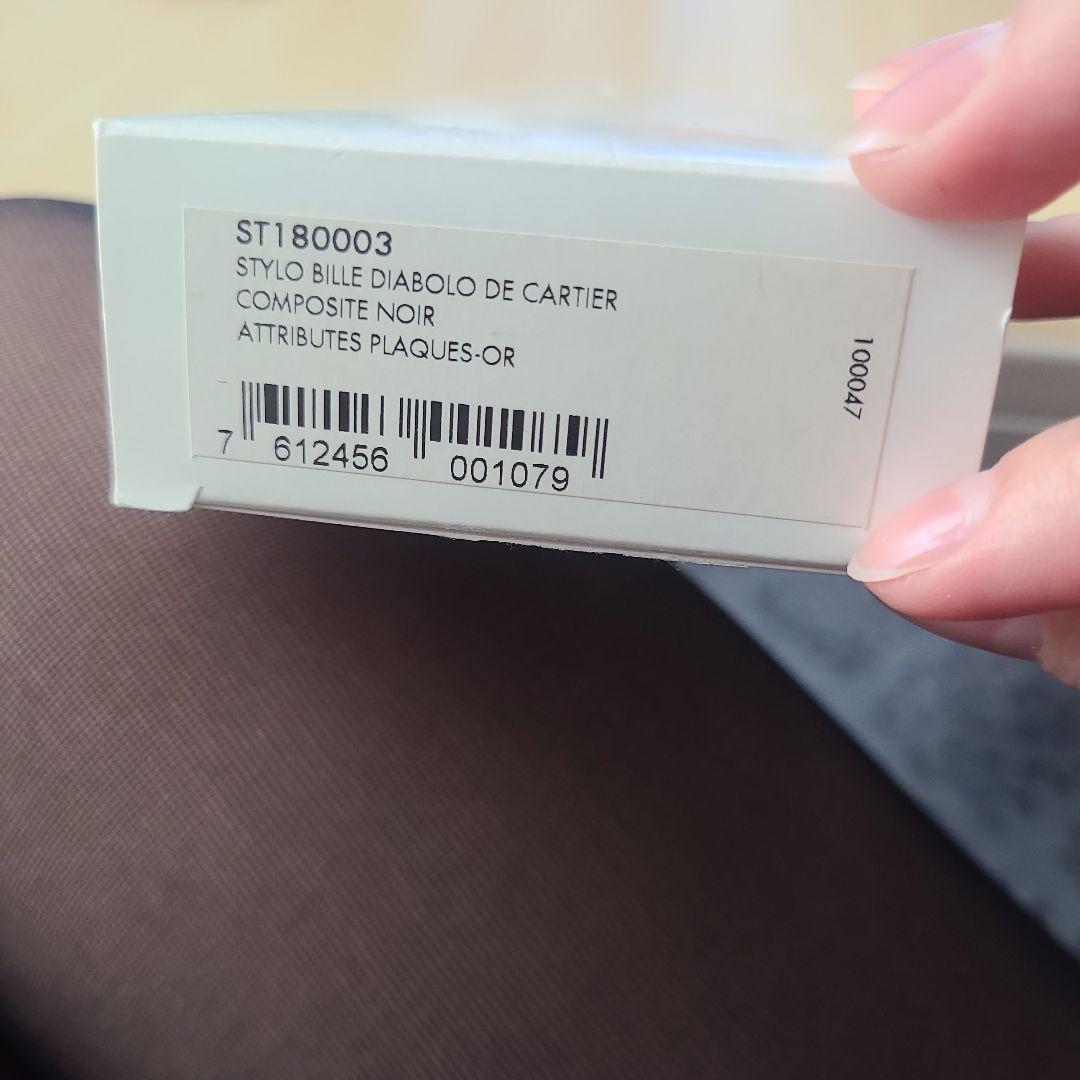 ST180003
STYLO BILLE DIABOLO DE CARTIER
COMPOSITE NOIR
ATTRIBUTES PLAQUES-OR
7 612456 001079
100047